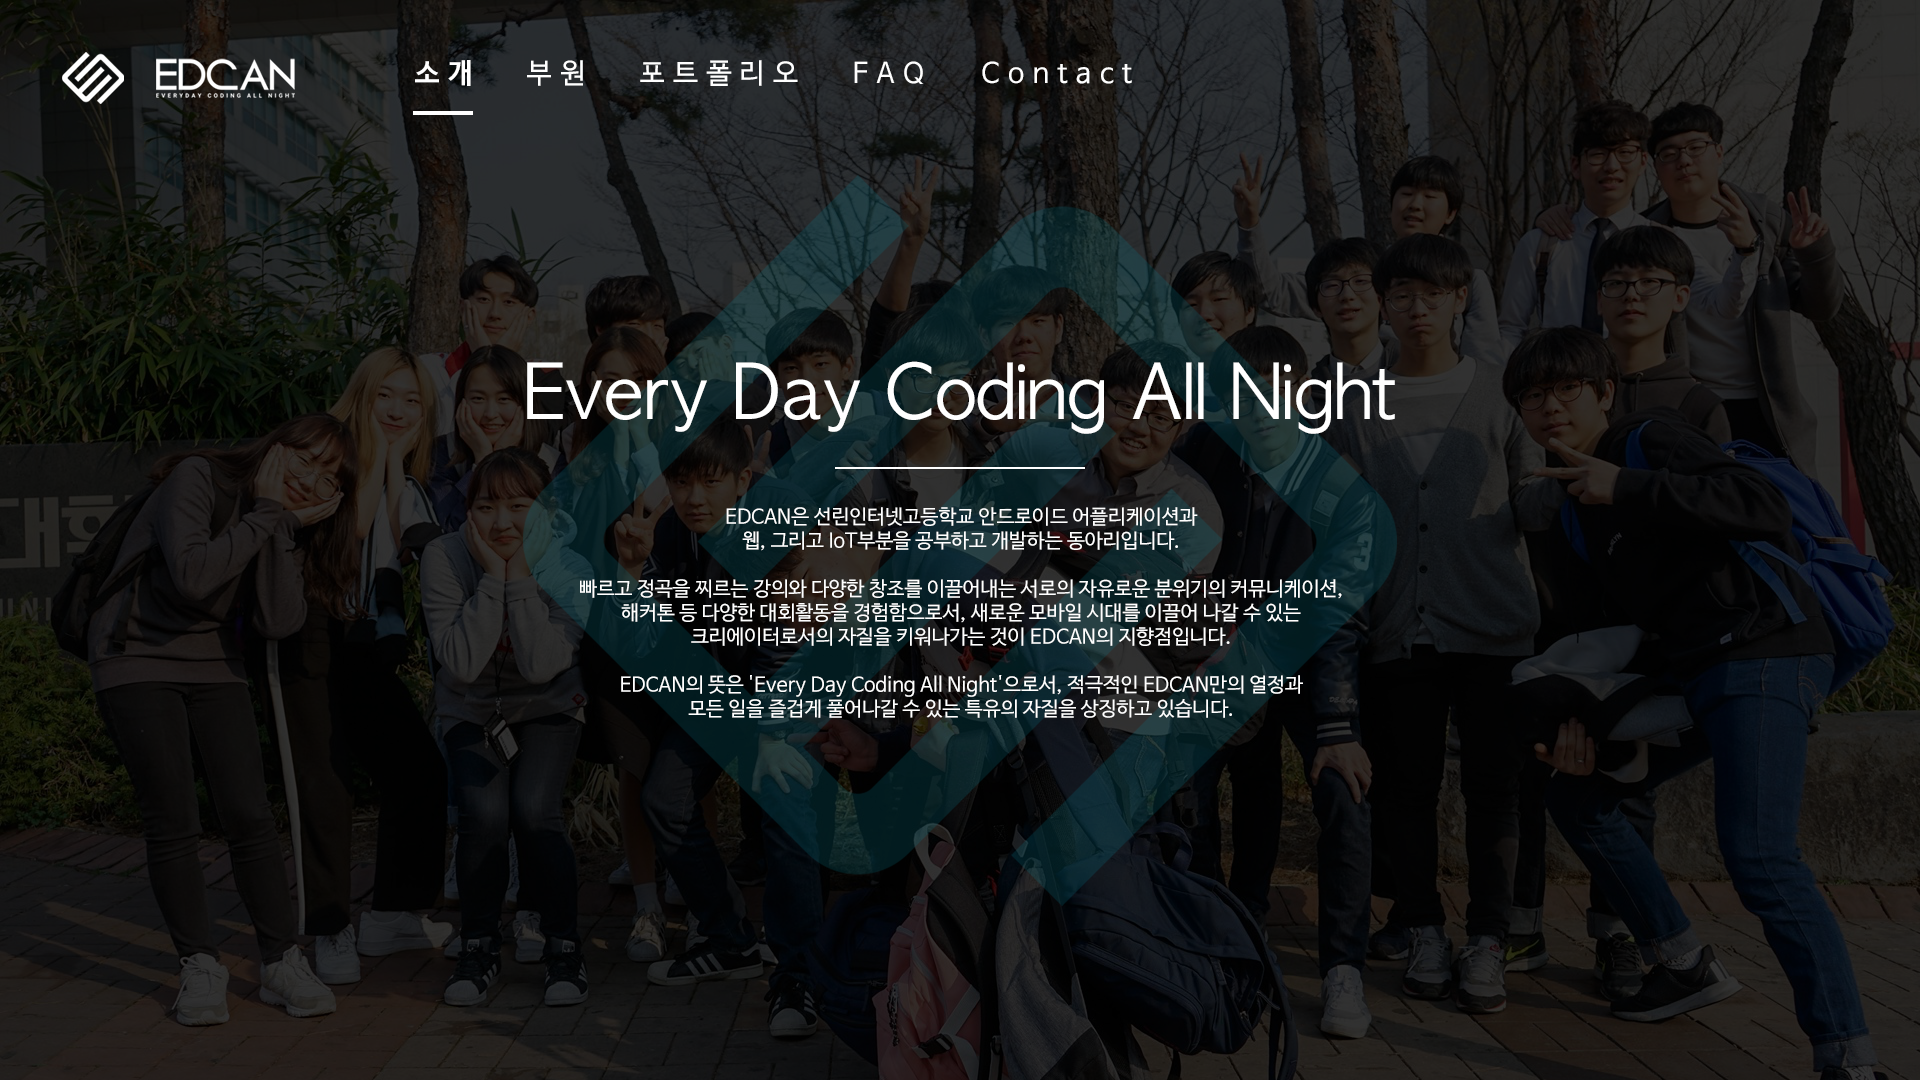 EDCAN
EVERYDAY CODING ALL NIGHT
소개 부원 포트폴리오 FAQ Contact
Every Day Coding All Night
EDCAN은 선린인터넷고등학교 안드로이드 어플리케이션과
웹, 그리고 IoT부분을 공부하고 개발하는 동아리입니다.
빠르고 정곡을 찌르는 강의와 다양한 창조를 이끌어내는 서로의 자유로운 분위기의 커뮤니케이션,
해커톤 등 다양한 대회활동을 경험함으로서, 새로운 모바일 시대를 이끌어 나갈 수 있는
크리에이터로서의 자질을 키워나가는 것이 EDCAN의 지향점입니다.
EDCAN의 뜻은 'Every Day Coding All Night'으로서, 적극적인 EDCAN만의 열정과
모든 일을 즐겁게 풀어나갈 수 있는 특유의 자질을 상징하고 있습니다.